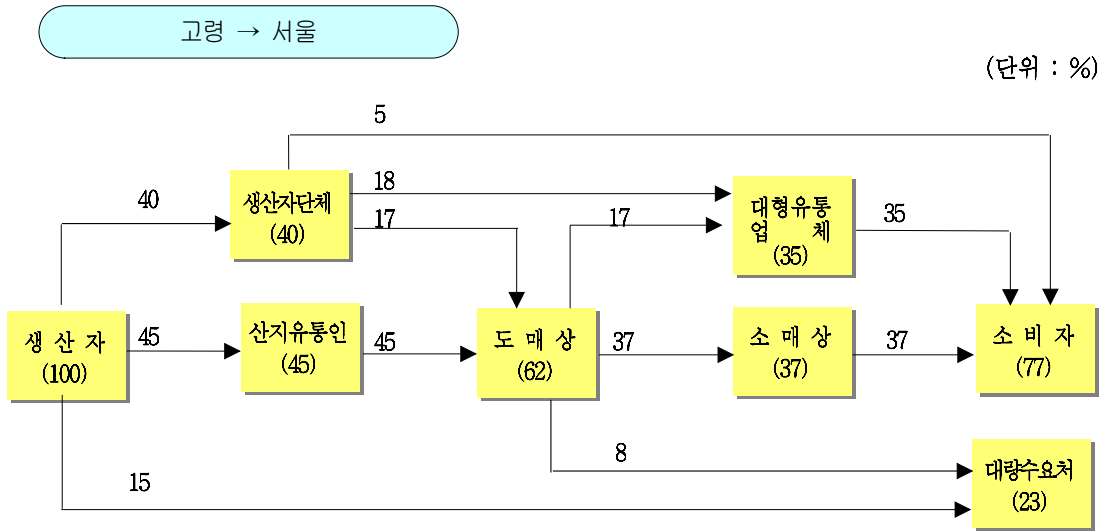 고령 → 서울
(단위 : %)
5
40
생산자단체
(40)
18
17
17
대형유통
업 체
(35)
35
생 산 자
(100)
45
산지유통인
(45)
45
도 매 상
(62)
37
소 매 상
(37)
37
소 비 자
(77)
8
대량수요처
(23)
15